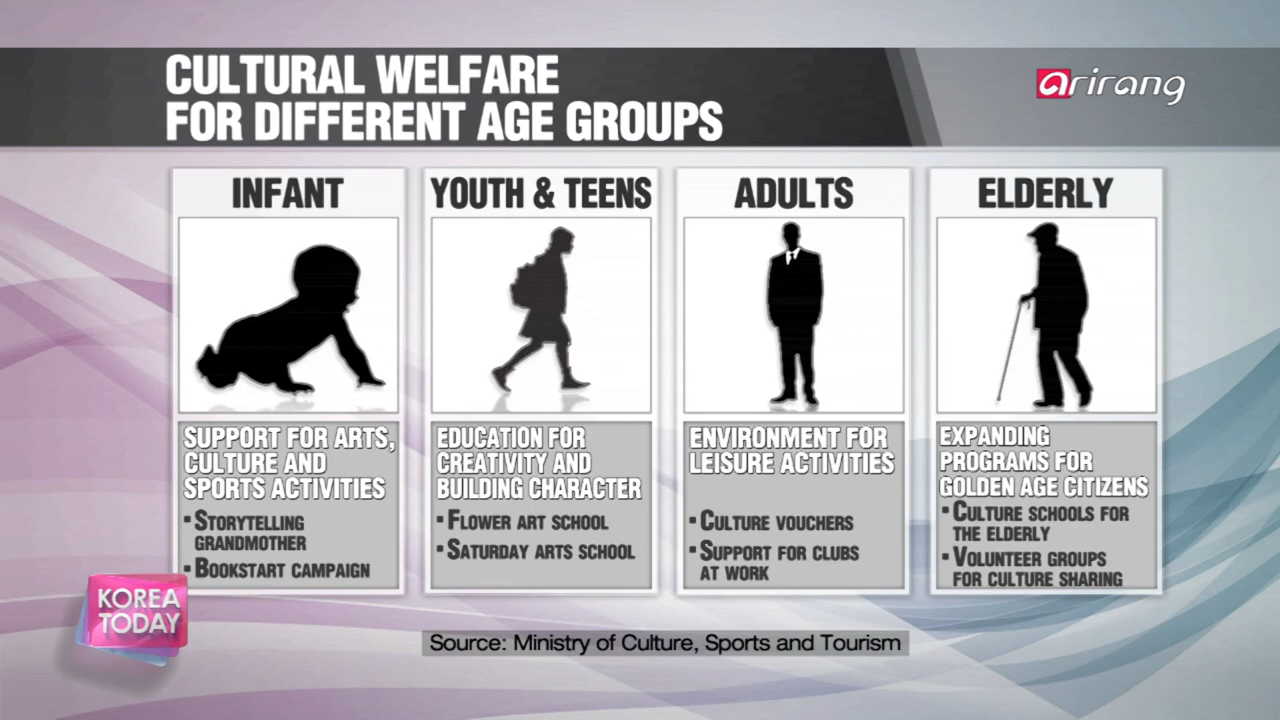 CULTURAL WELFARE
FOR DIFFERENT AGE GROUPS
arirang
INFANT
SUPPORT FOR ARTS,
CULTURE AND
SPORTS ACTIVITIES
▪ STORYTELLING
GRANDMOTHER
▪ BOOKSTART CAMPAIGN
YOUTH & TEENS
EDUCATION FOR
CREATIVITY AND
BUILDING CHARACTER
▪ FLOWER ART SCHOOL
▪ SATURDAY ARTS SCHOOL
ADULTS
ENVIRONMENT FOR
LEISURE ACTIVITIES
▪ CULTURE VOUCHERS
▪ SUPPORT FOR CLUBS
AT WORK
ELDERLY
EXPANDING
PROGRAMS FOR
GOLDEN AGE CITIZENS
▪ CULTURE SCHOOLS FOR
THE ELDERLY
▪ VOLUNTEER GROUPS
FOR CULTURE SHARING
KOREA
TODAY
Source: Ministry of Culture, Sports and Tourism